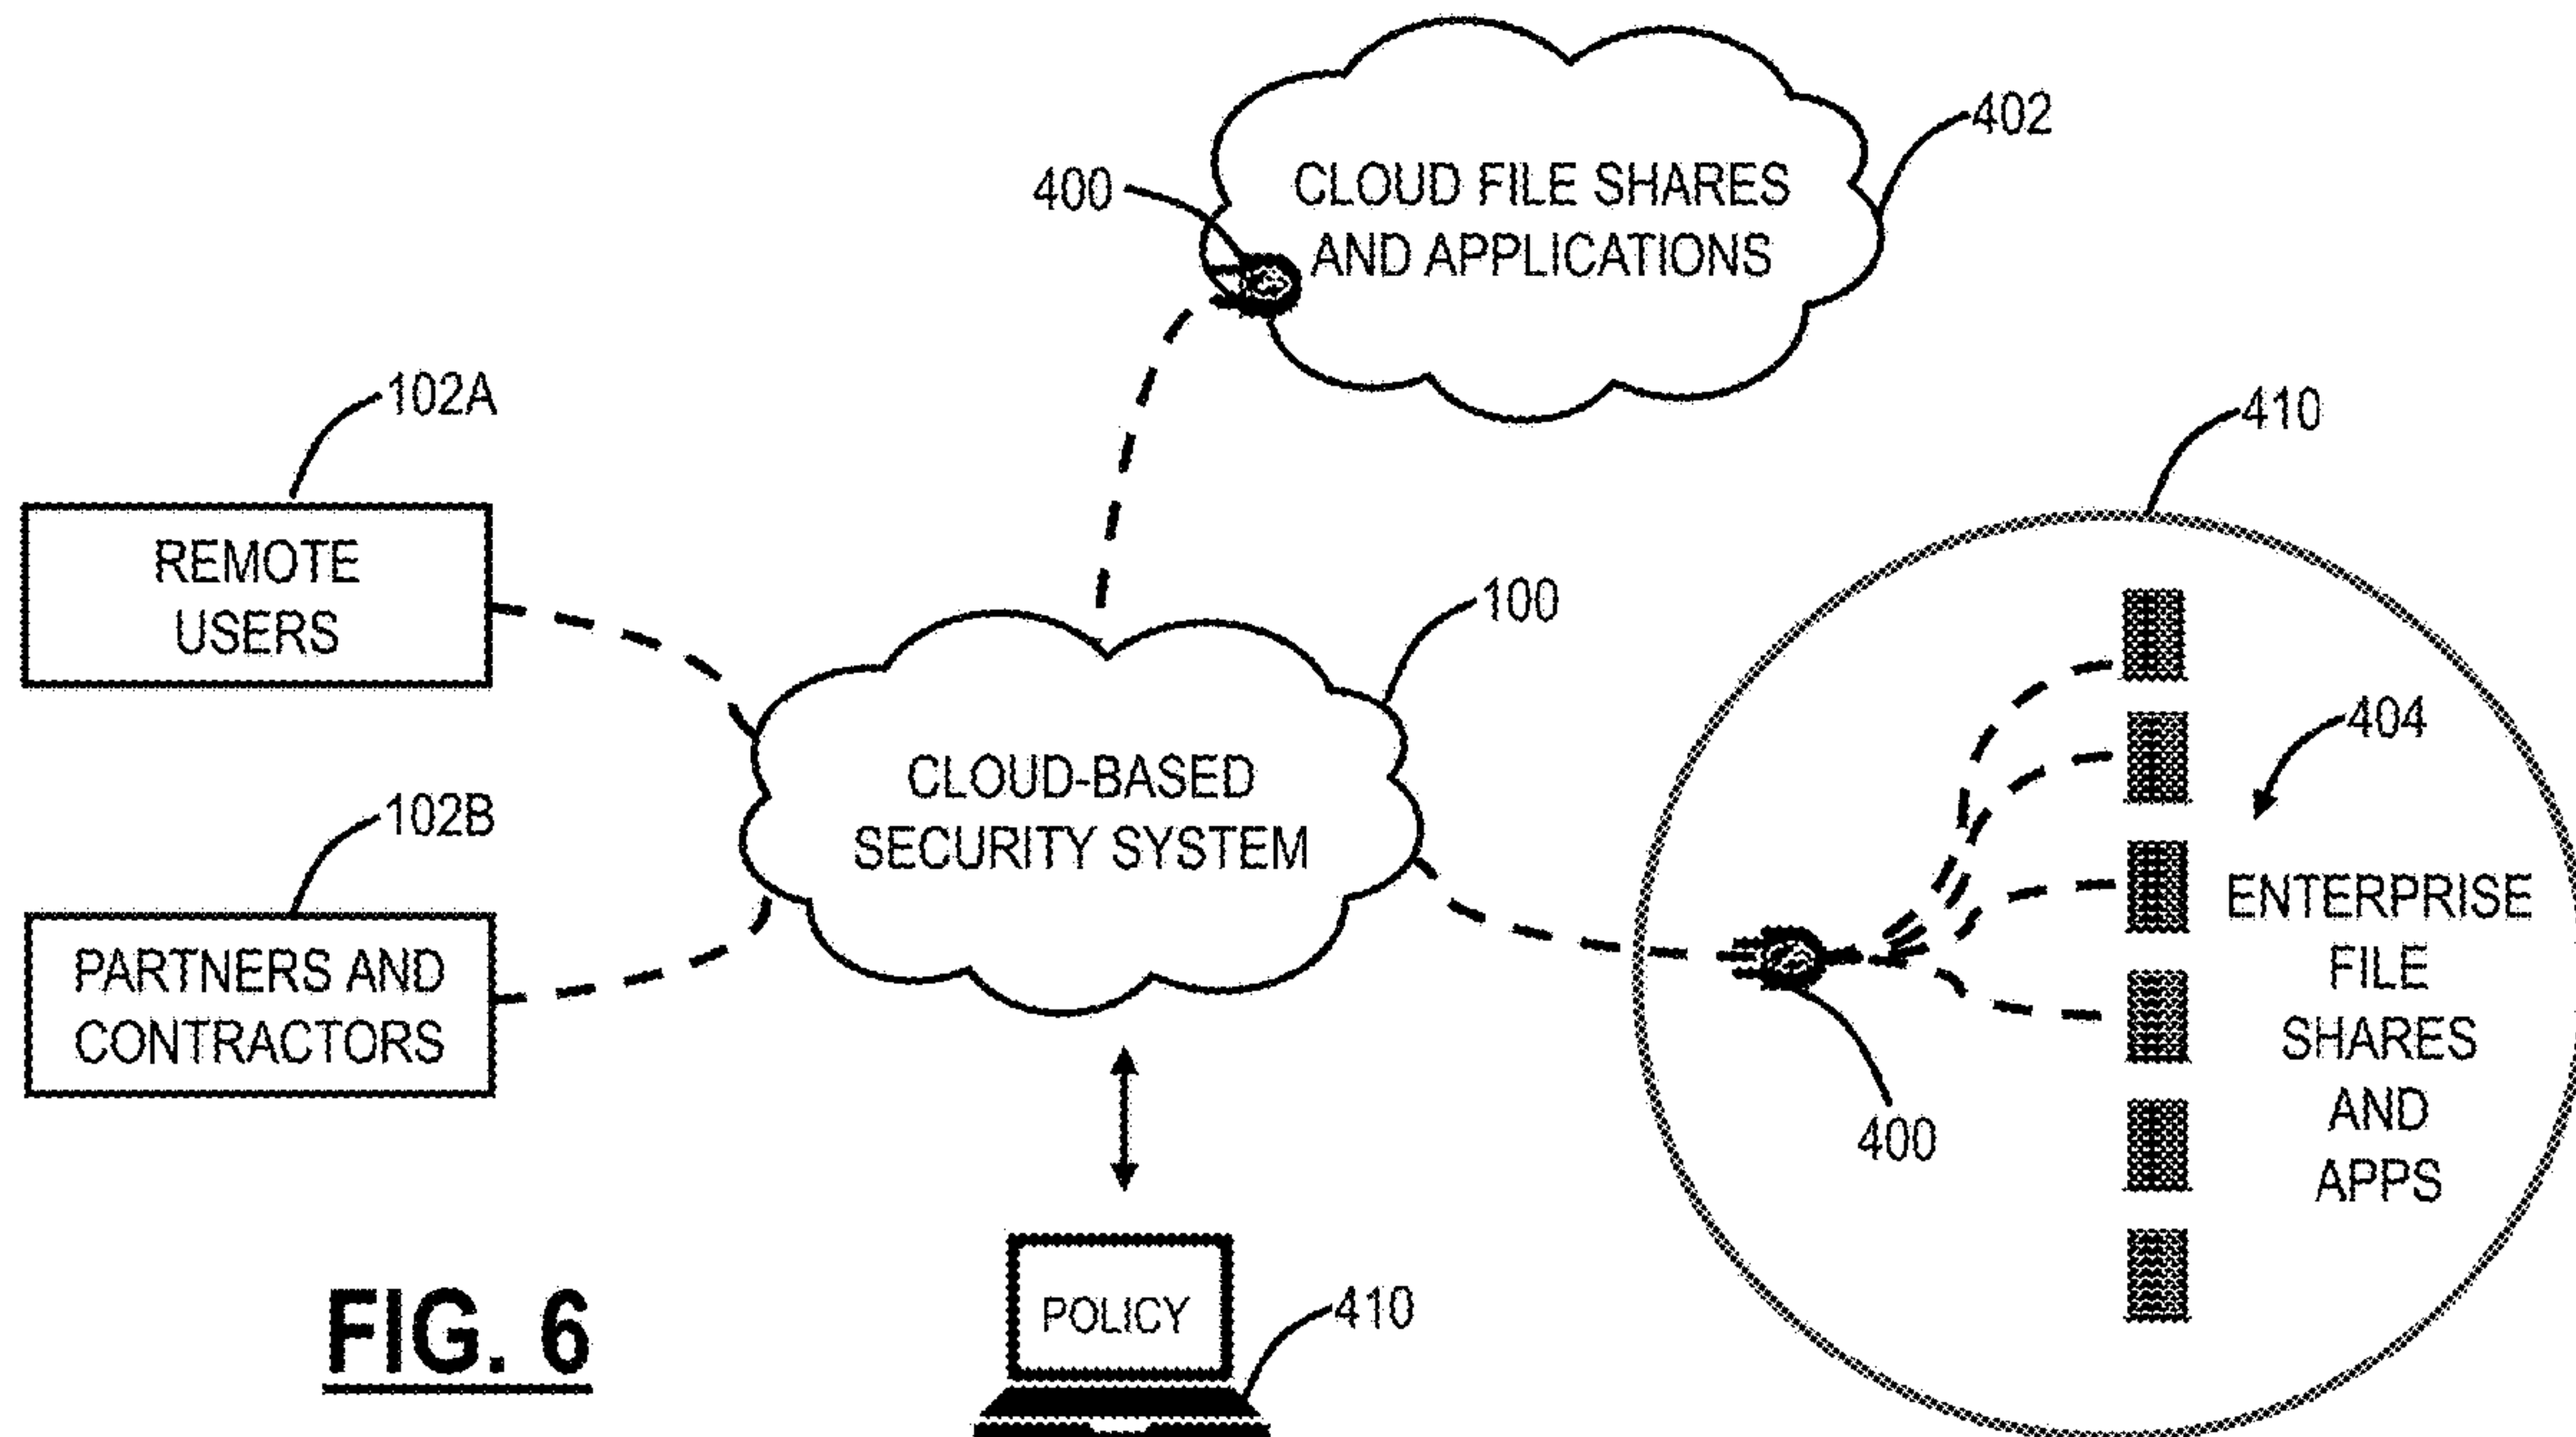 402
400
CLOUD FILE SHARES
AND APPLICATIONS
102A
410
REMOTE
USERS
100
404
CLOUD-BASED
SECURITY SYSTEM
102B
ENTERPRISE
FILE
SHARES
AND
APPS
PARTNERS AND
CONTRACTORS
400
POLICY
410
FIG. 6